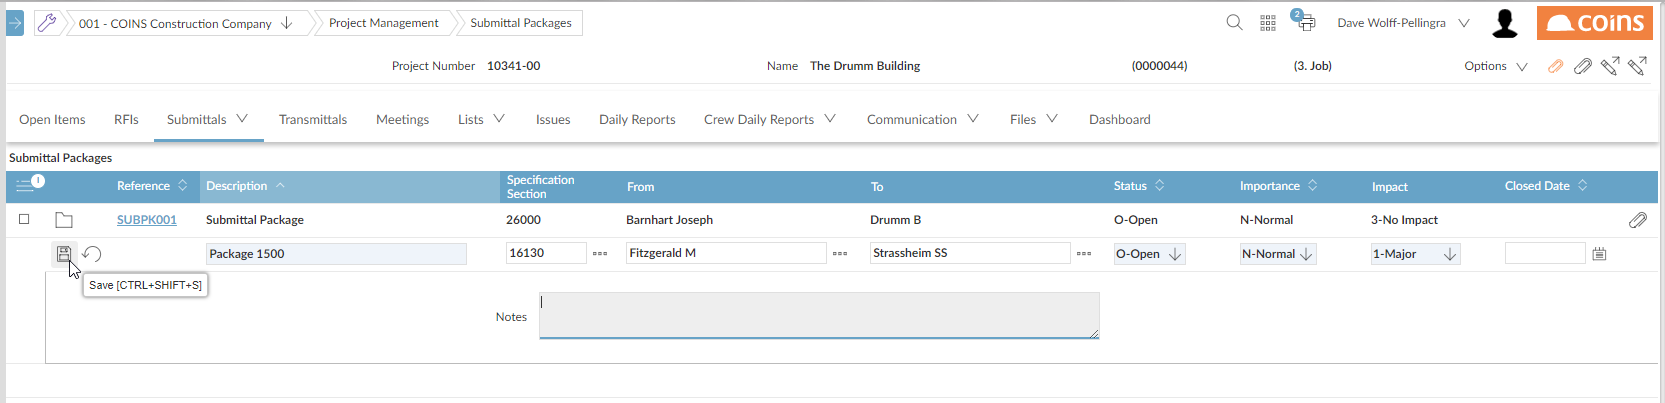 001 - COINS Construction Company
Project Management
Submittal Packages
2
Dave Wolff-Pellingra
coins
Project Number 10341-00
Name The Drumm Building
(0000044)
(3. Job)
Options
Open Items
RFIs
Submittals
Transmittals
Meetings
Lists
Issues
Daily Reports
Crew Daily Reports
Communication
Files
Dashboard
Submittal Packages
Reference
Description
Specification
Section
From
To
Status
Importance
Impact
Closed Date
SUBPK001 Submittal Package 26000 Barnhart Joseph Drumm B O-Open N-Normal 3-No Impact
Package 1500 16130 Fitzgerald M Strassheim SS O-Open N-Normal 1-Major
Save [CTRL+SHIFT+S]
Notes